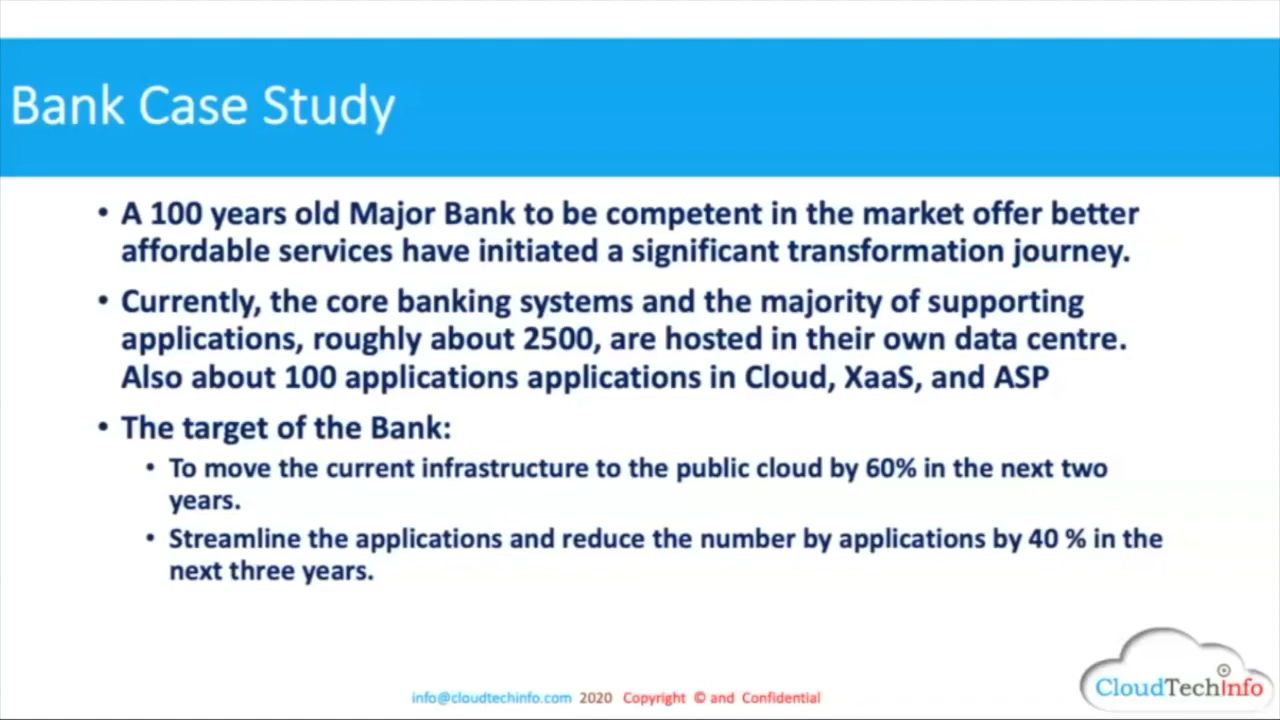 Bank Case Study
• A 100 years old Major Bank to be competent in the market offer better
affordable services have initiated a significant transformation journey.
• Currently, the core banking systems and the majority of supporting
applications, roughly about 2500, are hosted in their own data centre.
Also about 100 applications applications in Cloud, XaaS, and ASP
• The target of the Bank:
• To move the current infrastructure to the public cloud by 60% in the next two
years.
• Streamline the applications and reduce the number by applications by 40 % in the
next three years.
info@cloudtechinfo.com 2020 Copyright © and Confidential
CloudTechInfo